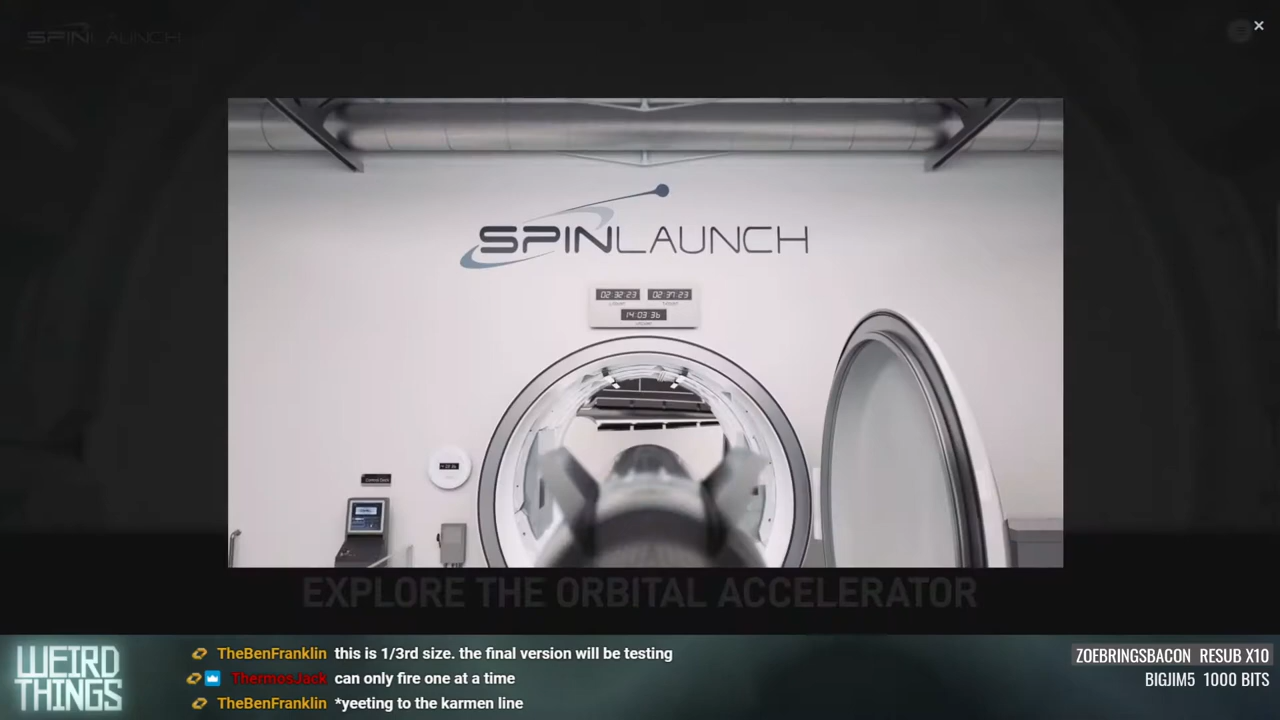 SPINLAUNCH
×
SPINLAUNCH
02 32 23 02 37 23
14 03 36
EXPLORE THE ORBITAL ACCELERATOR
WEIRD
THINGS
TheBenFranklin this is 1/3rd size. the final version will be testing
ThermosJack can only fire one at a time
TheBenFranklin *yeeting to the karmen line
ZOEBRINGSBACON RESUB X10
BIGJIM5 1000 BITS